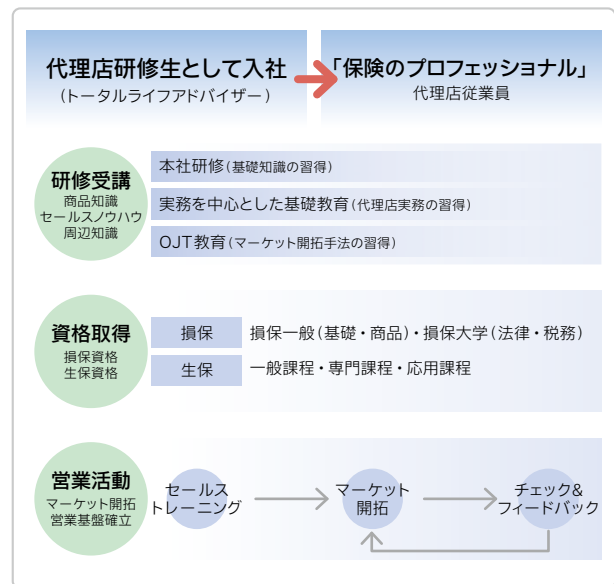 代理店研修生として入社
(トータルライフアドバイザー)
「保険のプロフェッショナル」
代理店従業員
研修受講
商品知識
セールスノウハウ
周辺知識
本社研修(基礎知識の習得)
実務を中心とした基礎教育(代理店実務の習得)
OJT教育(マーケット開拓手法の習得)
資格取得
損保資格
生保資格
損保 損保一般(基礎・商品)・損保大学(法律・税務)
生保 一般課程・専門課程・応用課程
営業活動
マーケット開拓
営業基盤確立
セールス
トレーニング
マーケット
開拓
チェック&
フィードバック